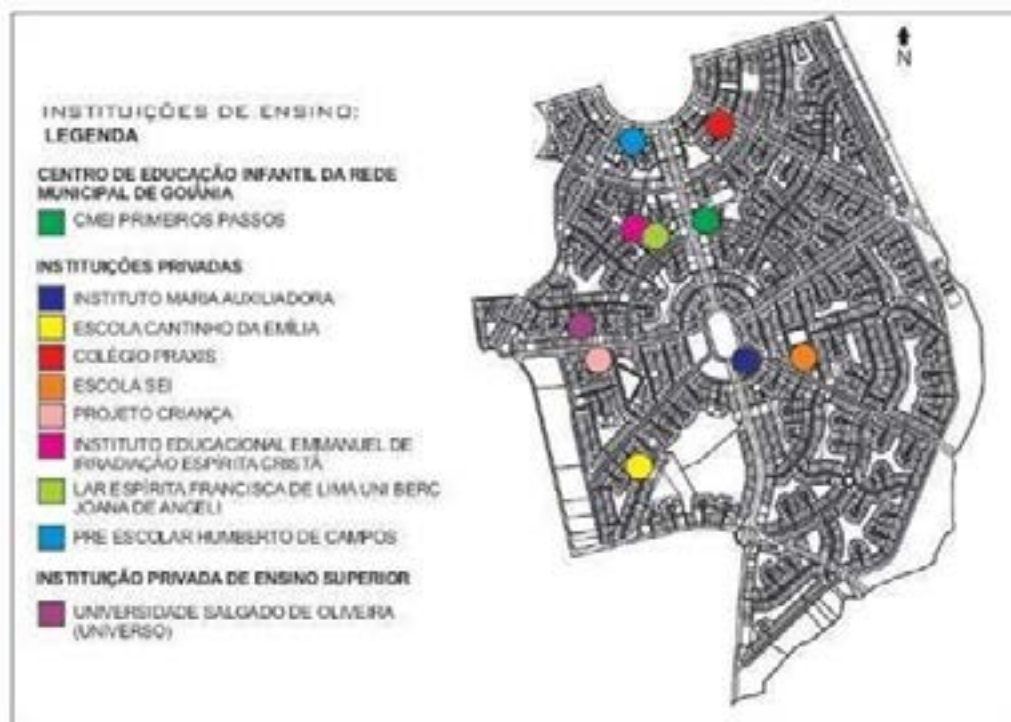 INSTITUIÇÕES DE ENSINO:
LEGENDA
CENTRO DE EDUCAÇÃO INFANTIL DA REDE
MUNICIPAL DE GOIÂNIA
CMEI PRIMEIROS PASSOS
INSTITUIÇÕES PRIVADAS
INSTITUTO MARIA AUXILIADORA
ESCOLA CANTINHO DA EMÍLIA
COLÉGIO PRAXIS
ESCOLA SEI
PROJETO CRIANÇA
INSTITUTO EDUCACIONAL EMMANUEL DE
IRRADIAÇÃO ESPÍRITA CRISTÃ
LAR ESPÍRITA FRANCISCA DE LIMA UNI BERC
JOANA DE ANGELI
PRE ESCOLAR HUMBERTO DE CAMPOS
INSTITUIÇÃO PRIVADA DE ENSINO SUPERIOR
UNIVERSIDADE SALGADO DE OLIVEIRA
(UNIVERSO)
N